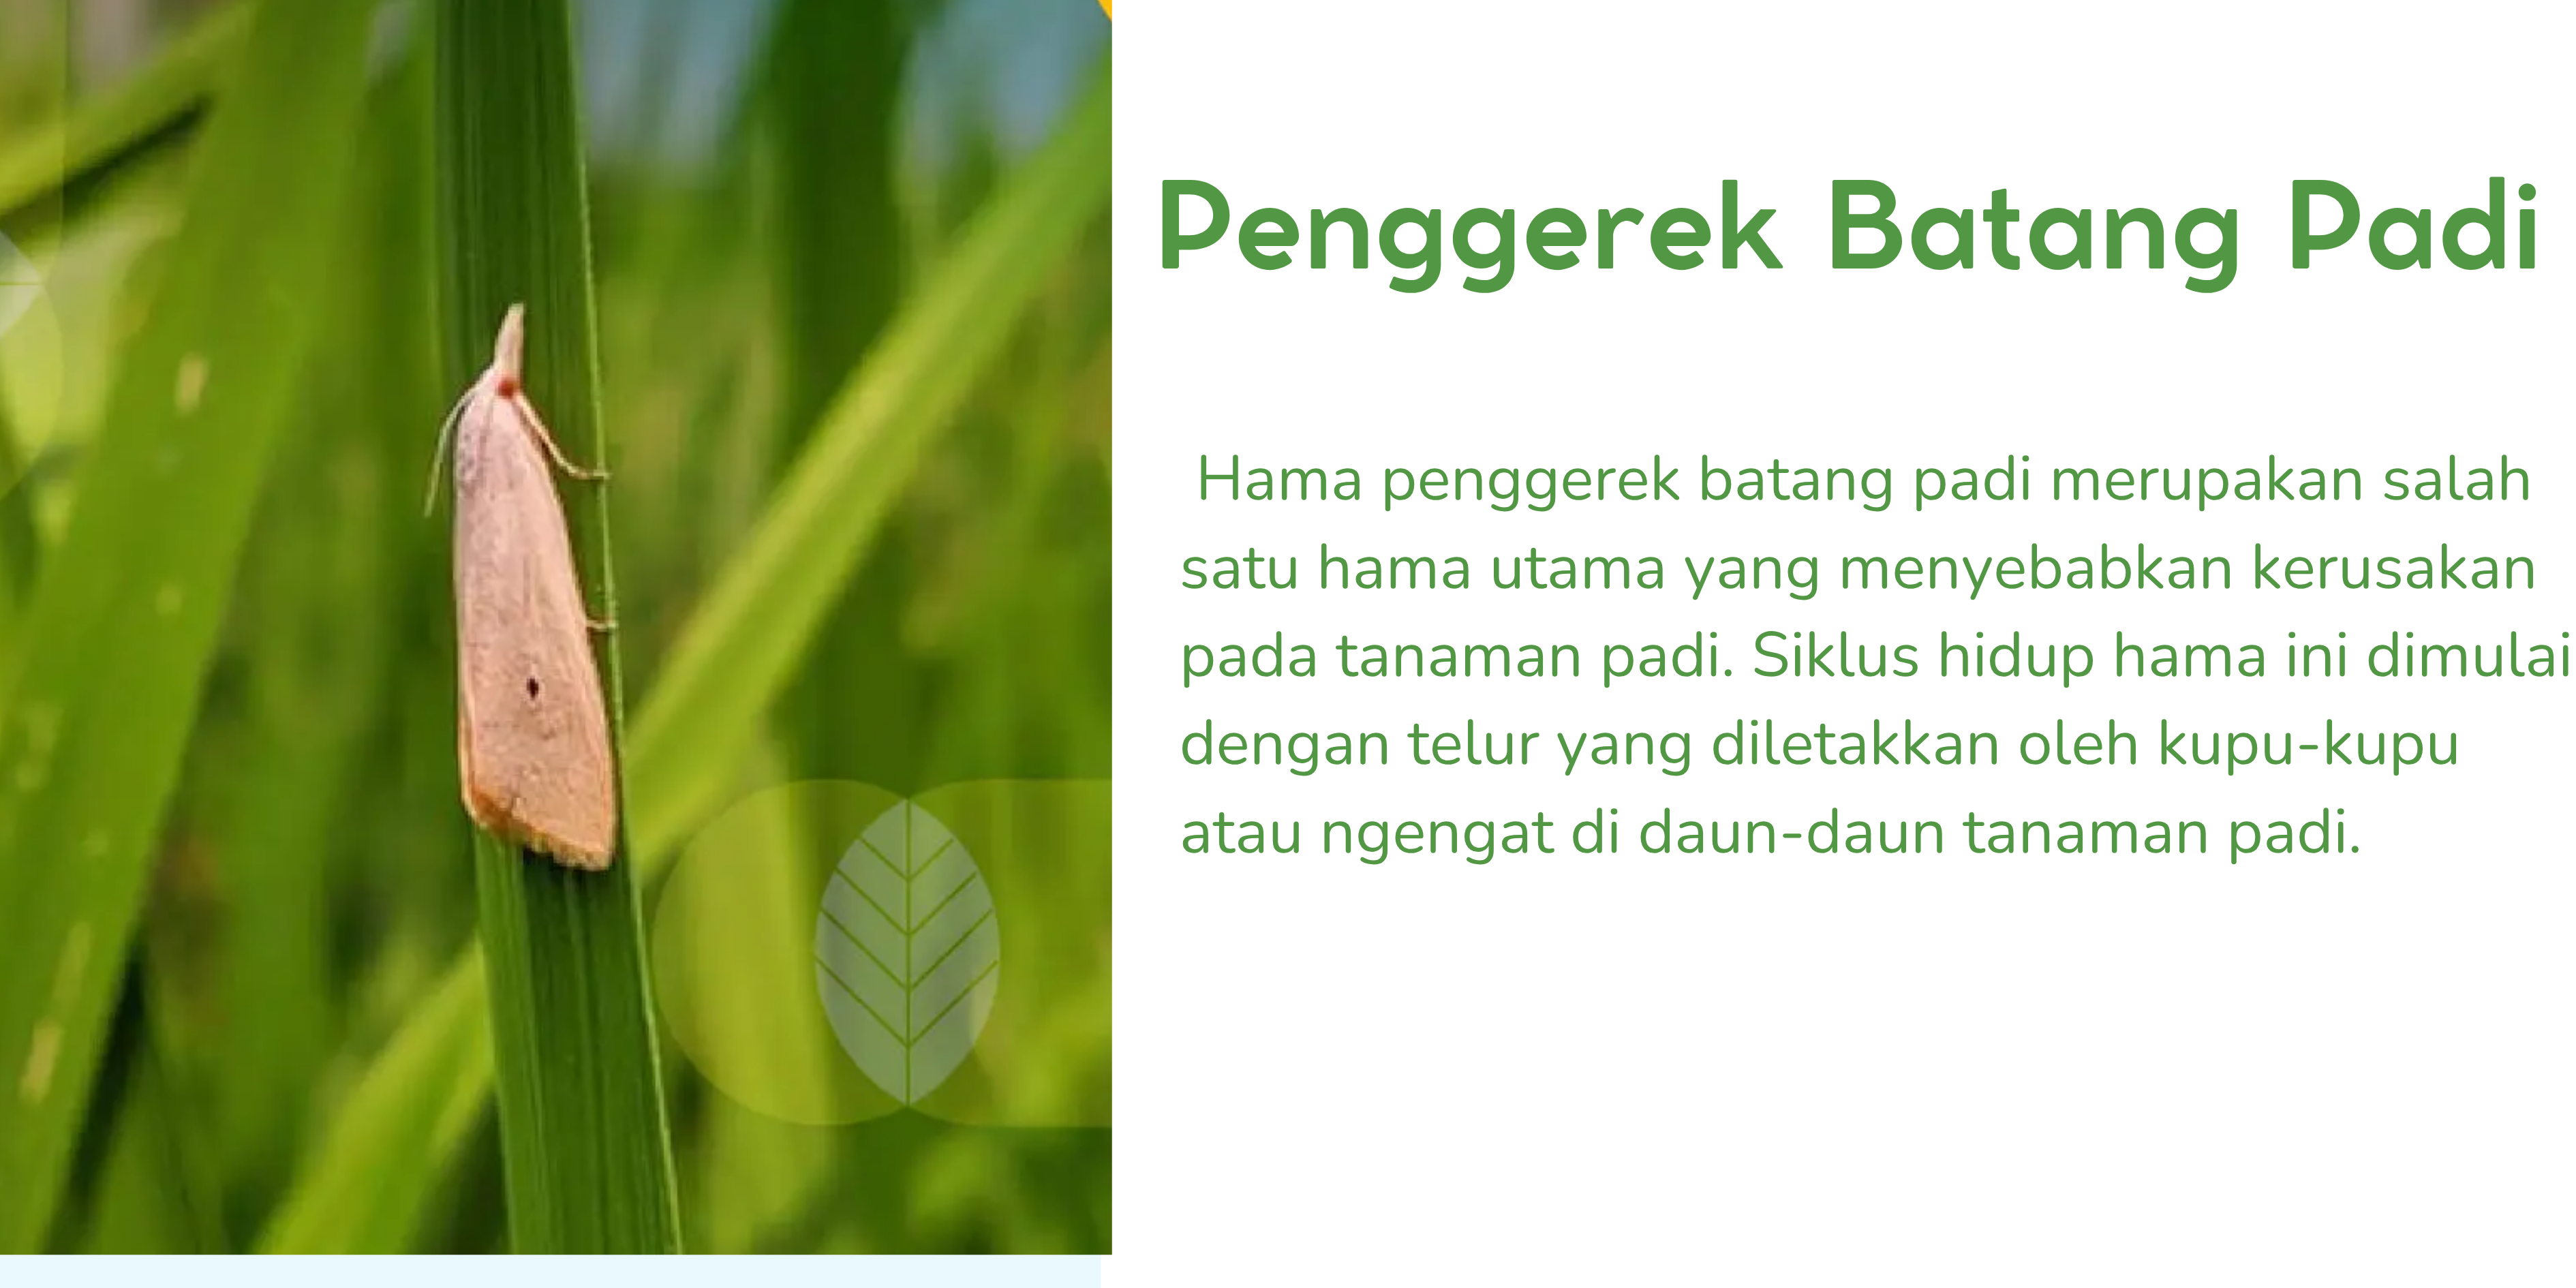 Penggerek Batang Padi
Hama penggerek batang padi merupakan salah
satu hama utama yang menyebabkan kerusakan
pada tanaman padi. Siklus hidup hama ini dimulai
dengan telur yang diletakkan oleh kupu-kupu
atau ngengat di daun-daun tanaman padi.